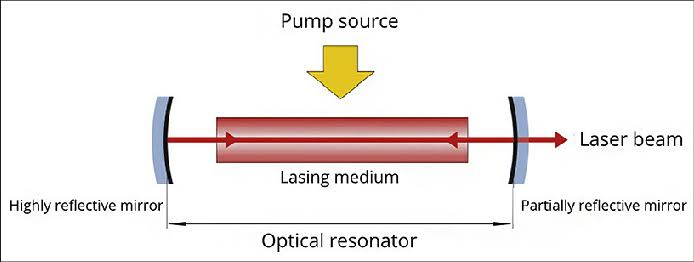 Pump source
Laser beam
Lasing medium
Highly reflective mirror
Partially reflective mirror
Optical resonator